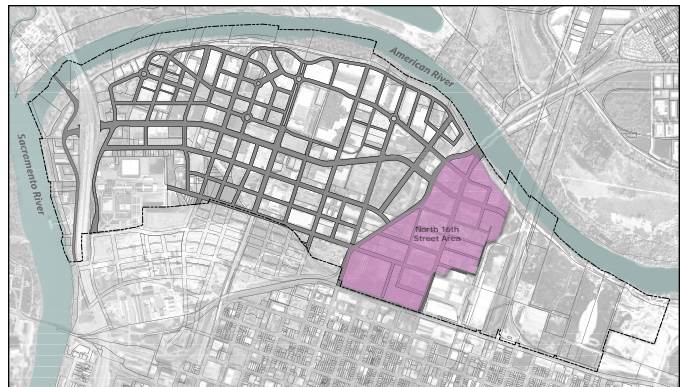 American River
Sacramento River
North 16th
Street Area